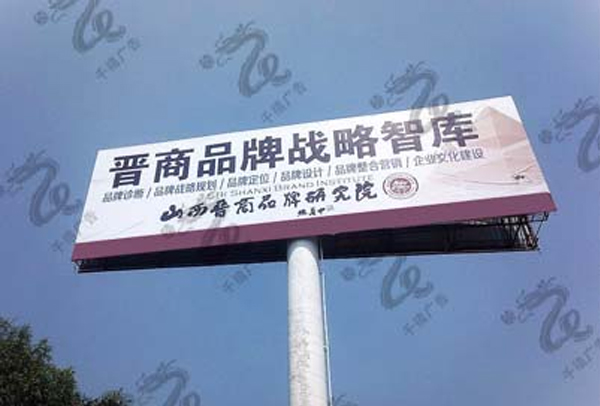 晋商品牌战略智库
品牌诊断 / 品牌战略规划 / 品牌定位 / 品牌设计 / 品牌整合营销 / 企业文化建设
Shanxi Brand Institute
山西晋商品牌研究院